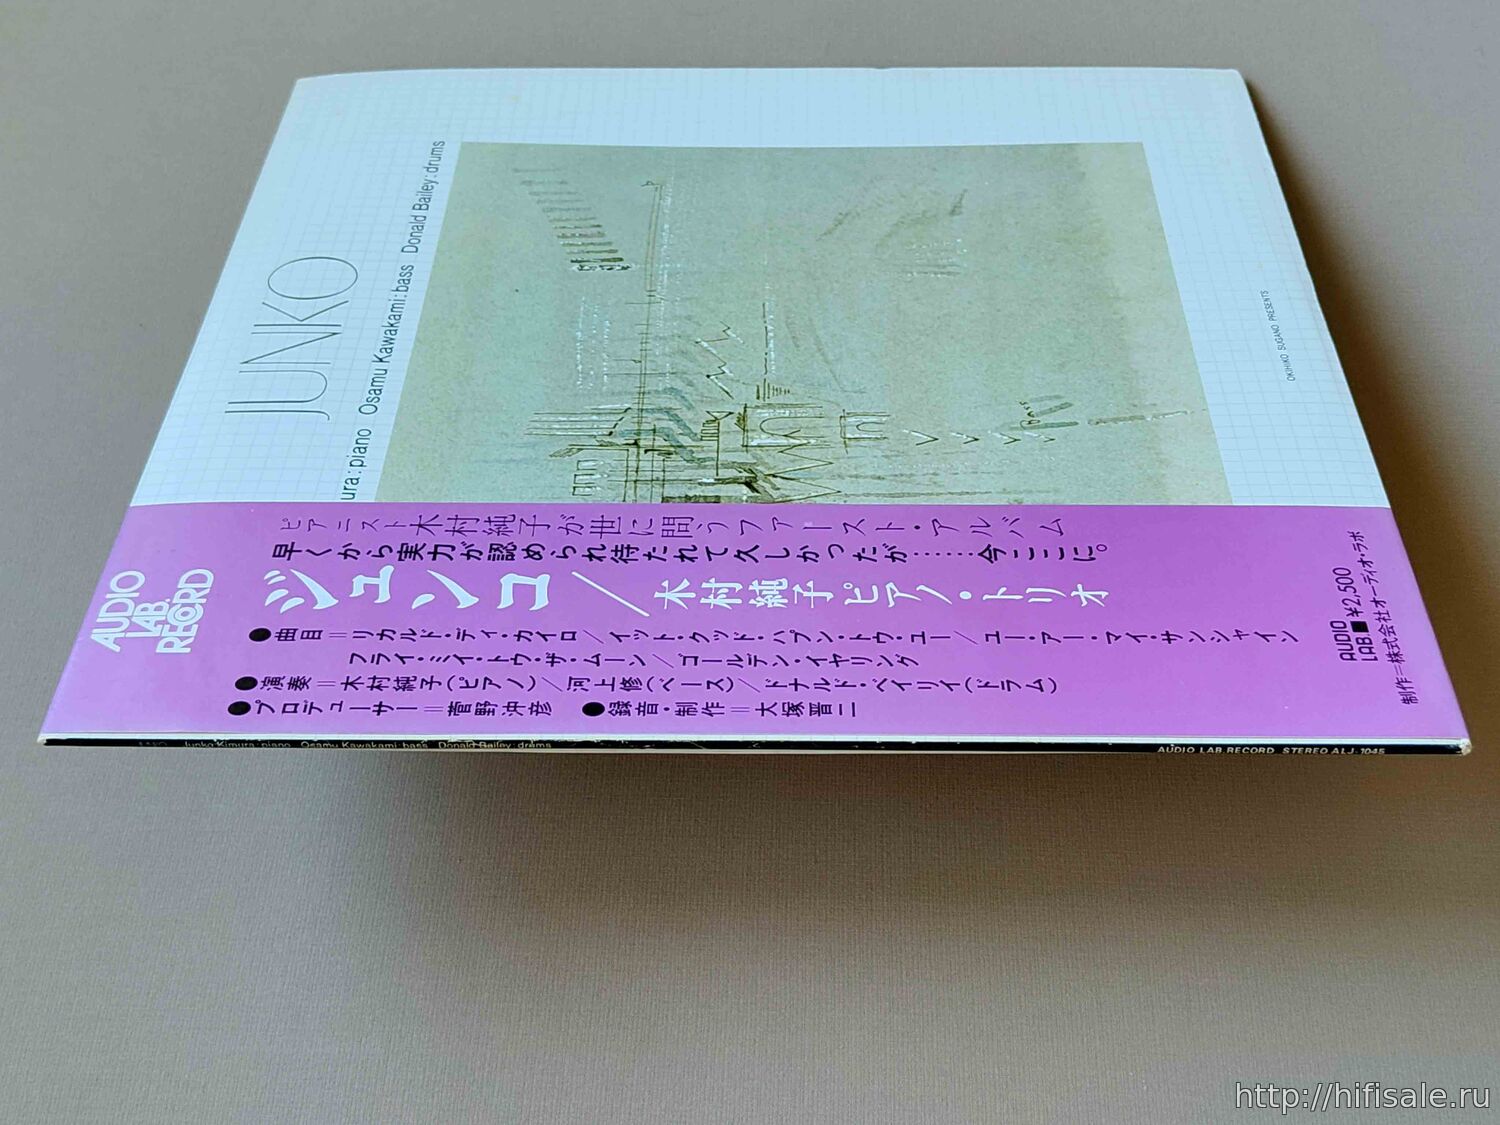 JUNKO
ura:piano Osamu Kawakami:bass Donald Bailey:drums
OKIHIKO SUGANO PRESENTS
ピアニスト木村純子が世に問うファースト・アルバム
早くから実力が認められ待たれて久しかったが……今ここに。
AUDIO
LAB.
RECORD
ジュンコ/木村純子ピアノ・トリオ
●曲目=リカルド・ディ・カイロ/イット・クッド・ハプン・トゥ・ユー/ユー・アー・マイ・サンシャイン
フライ・ミイ・トゥ・ザ・ムーン/ゴールデン・イヤリング
●演奏=木村純子(ピアノ)/河上修(ベース)/ドナルド・ベイリイ(ドラム)
●プロデューサー=菅野沖彦 ●録音・制作=大塚晋二
AUDIO
LAB.■¥2,500
制作=株式会社オーディオ・ラボ
Junko Kimura:piano Osamu Kawakami:bass Donald Bailey:drums
AUDIO LAB. RECORD STEREO ALJ-1045
http://hifisale.ru